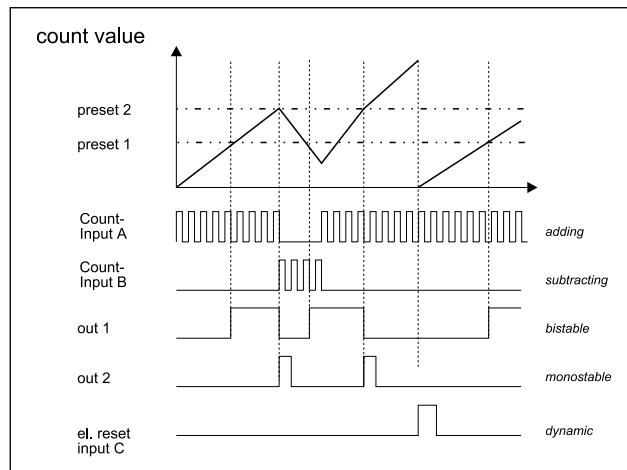 count value
preset 2
preset 1
Count-
Input A
adding
Count-
Input B
subtracting
out 1
bistable
out 2
monostable
el. reset
input C
dynamic